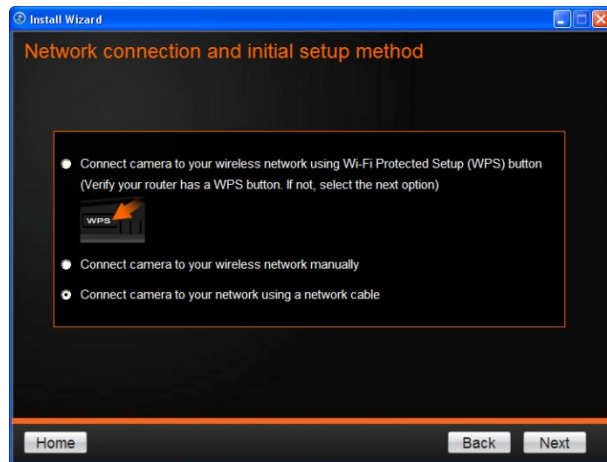 Install Wizard
Network connection and initial setup method
Connect camera to your wireless network using Wi-Fi Protected Setup (WPS) button
(Verify your router has a WPS button. If not, select the next option)
WPS
Connect camera to your wireless network manually
Connect camera to your network using a network cable
Home
Back
Next